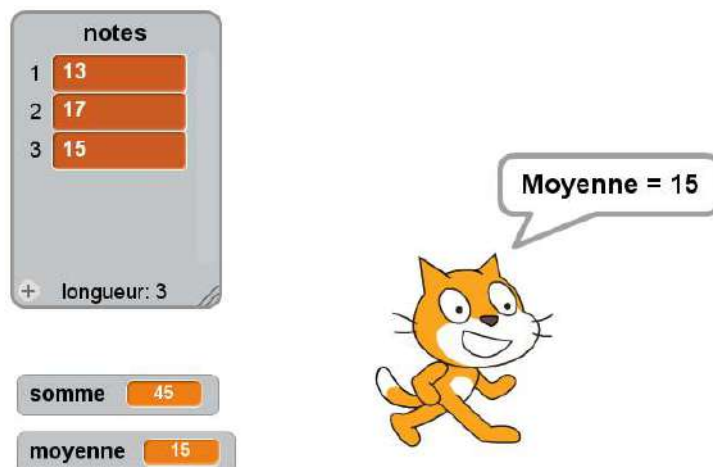 notes
1 13
2 17
3 15
+ longueur: 3
Moyenne = 15
somme 45
moyenne 15